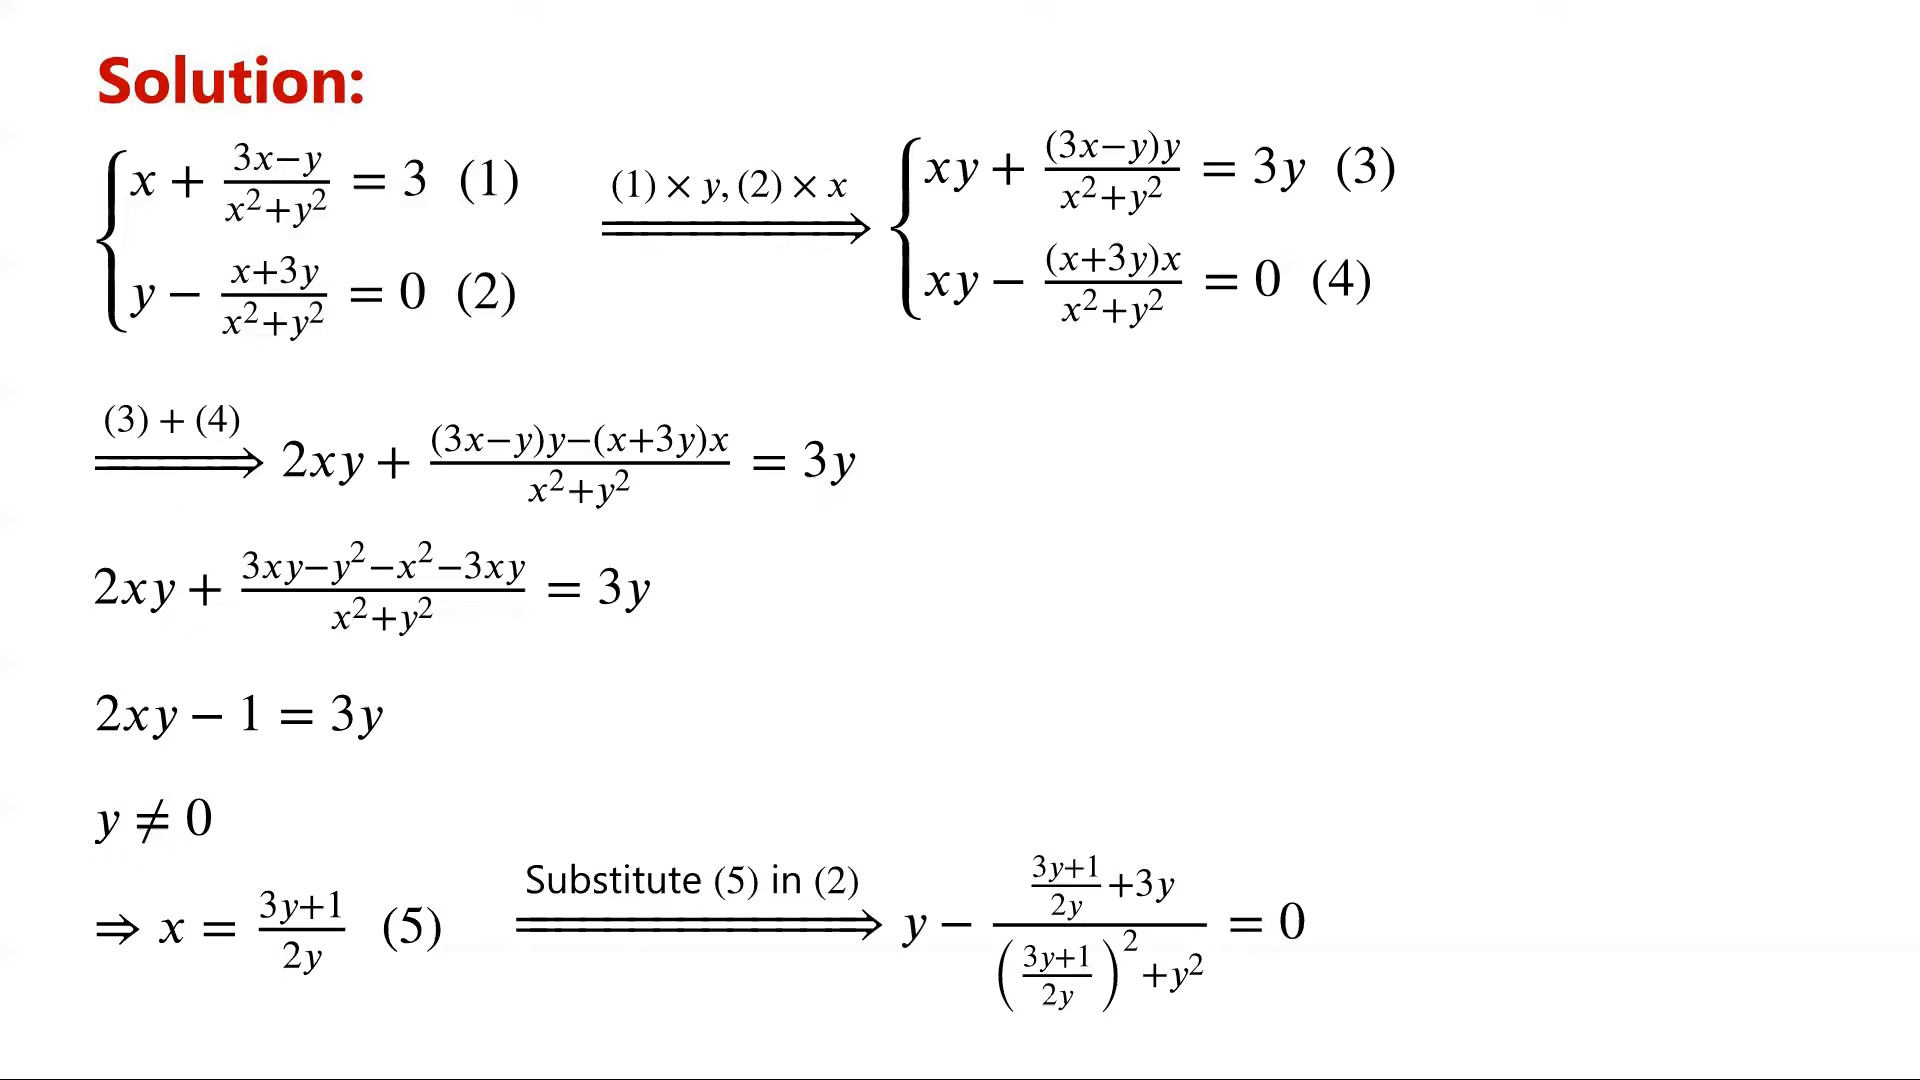 Solution:
{ x + (3x−y)/(x²+y²) = 3 (1)
y − (x+3y)/(x²+y²) = 0 (2)
(1) × y, (2) × x ⟹
{ xy + ((3x−y)y)/(x²+y²) = 3y (3)
xy − ((x+3y)x)/(x²+y²) = 0 (4)
(3) + (4) ⟹ 2xy + ((3x−y)y−(x+3y)x)/(x²+y²) = 3y
2xy + (3xy−y²−x²−3xy)/(x²+y²) = 3y
2xy − 1 = 3y
y ≠ 0
⇒ x = (3y+1)/(2y) (5) Substitute (5) in (2) ⟹ y − ((3y+1)/(2y)+3y)/(((3y+1)/(2y))²+y²) = 0